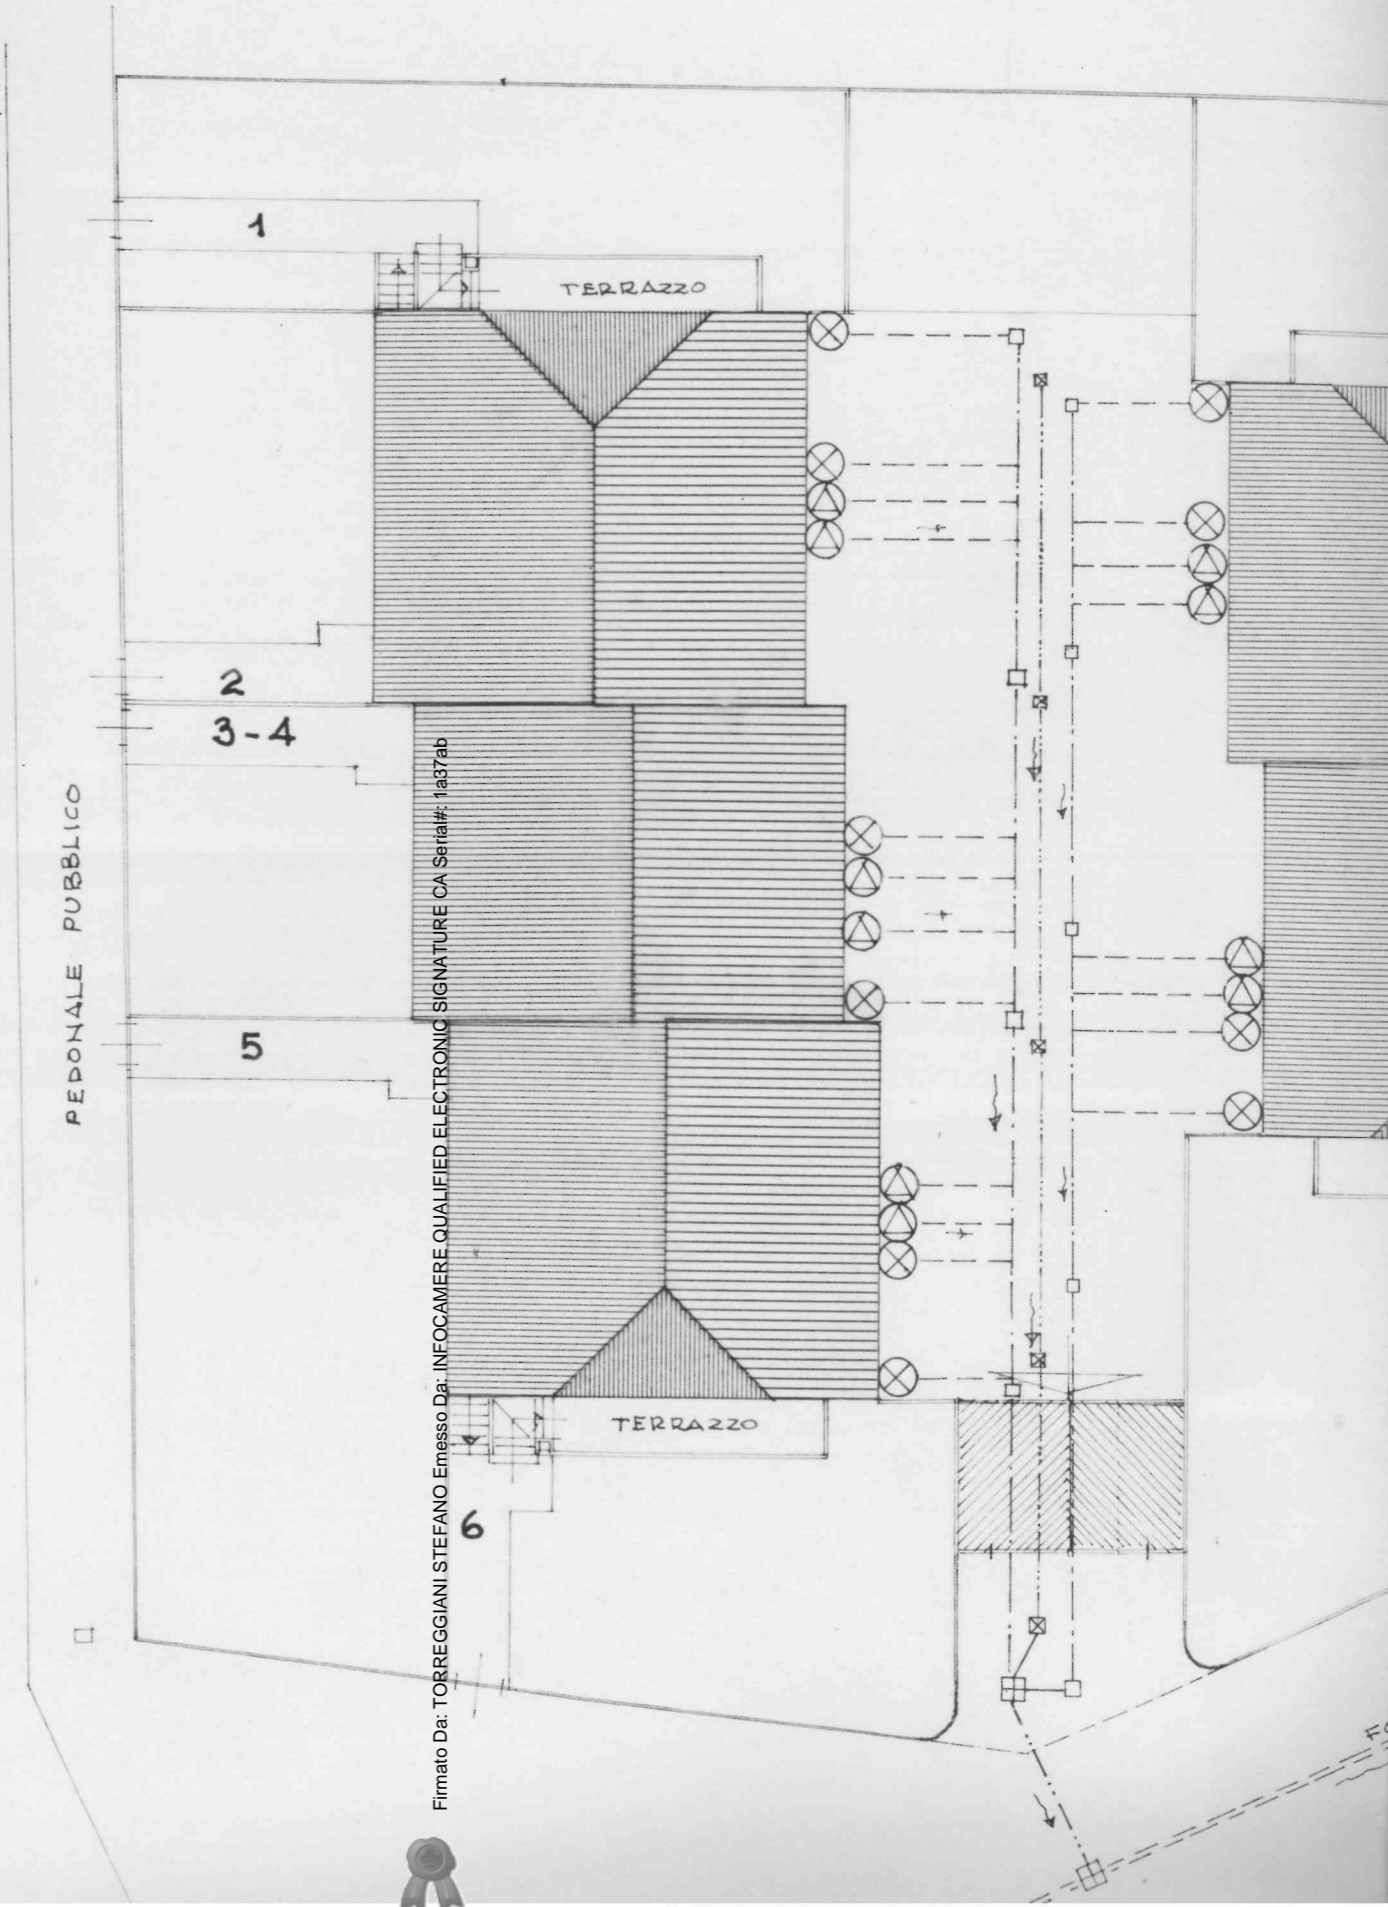 1
TERRAZZO
2
3-4
PEDONALE PUBBLICO
5
TERRAZZO
6
Firmato Da: TORREGGIANI STEFANO Emesso Da: INFOCAMERE QUALIFIED ELECTRONIC SIGNATURE CA Serial#: 1a37ab